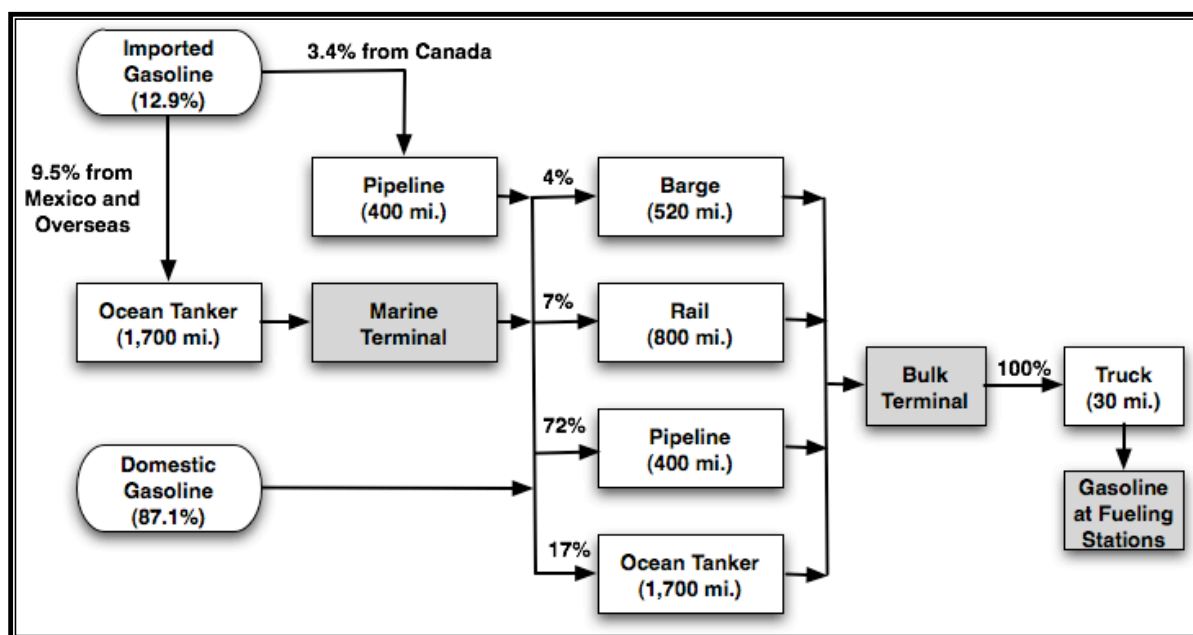 Imported
Gasoline
(12.9%)
3.4% from Canada
9.5% from
Mexico and
Overseas
Pipeline
(400 mi.)
4%
Barge
(520 mi.)
Ocean Tanker
(1,700 mi.)
Marine
Terminal
7%
Rail
(800 mi.)
Bulk
Terminal
100%
Truck
(30 mi.)
72%
Pipeline
(400 mi.)
Domestic
Gasoline
(87.1%)
Gasoline
at Fueling
Stations
17%
Ocean Tanker
(1,700 mi.)